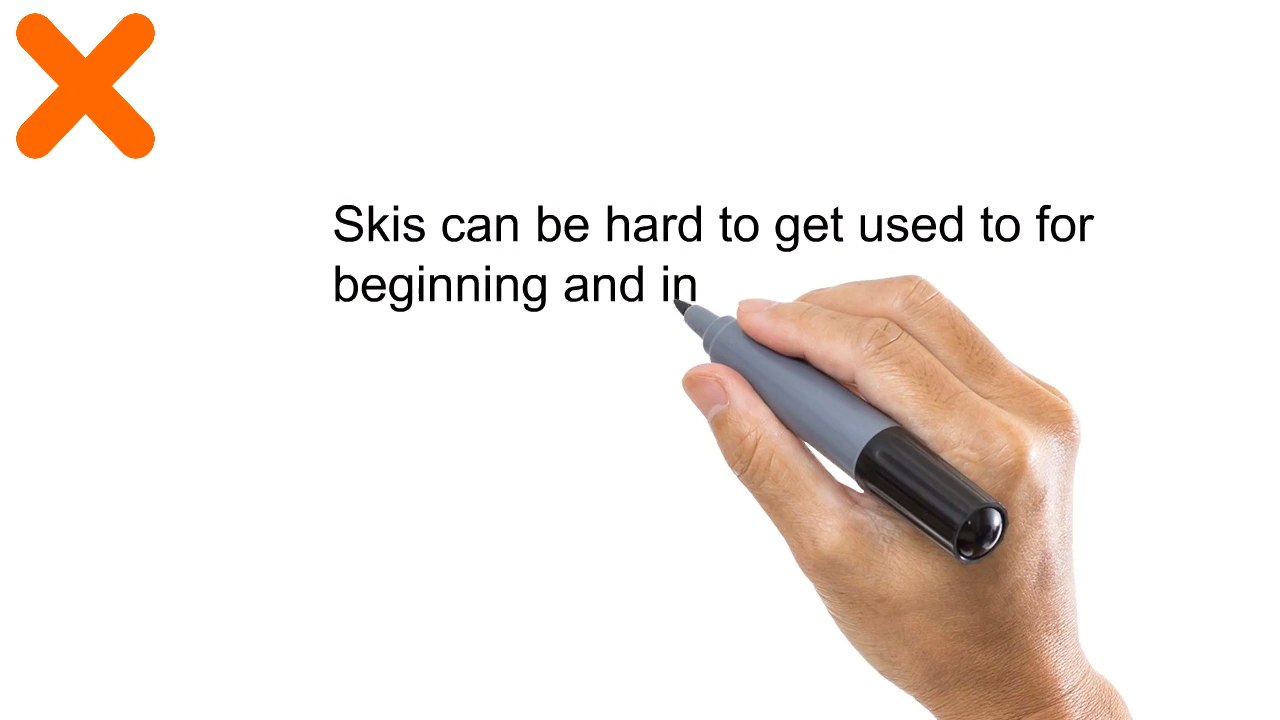 Skis can be hard to get used to for
beginning and in